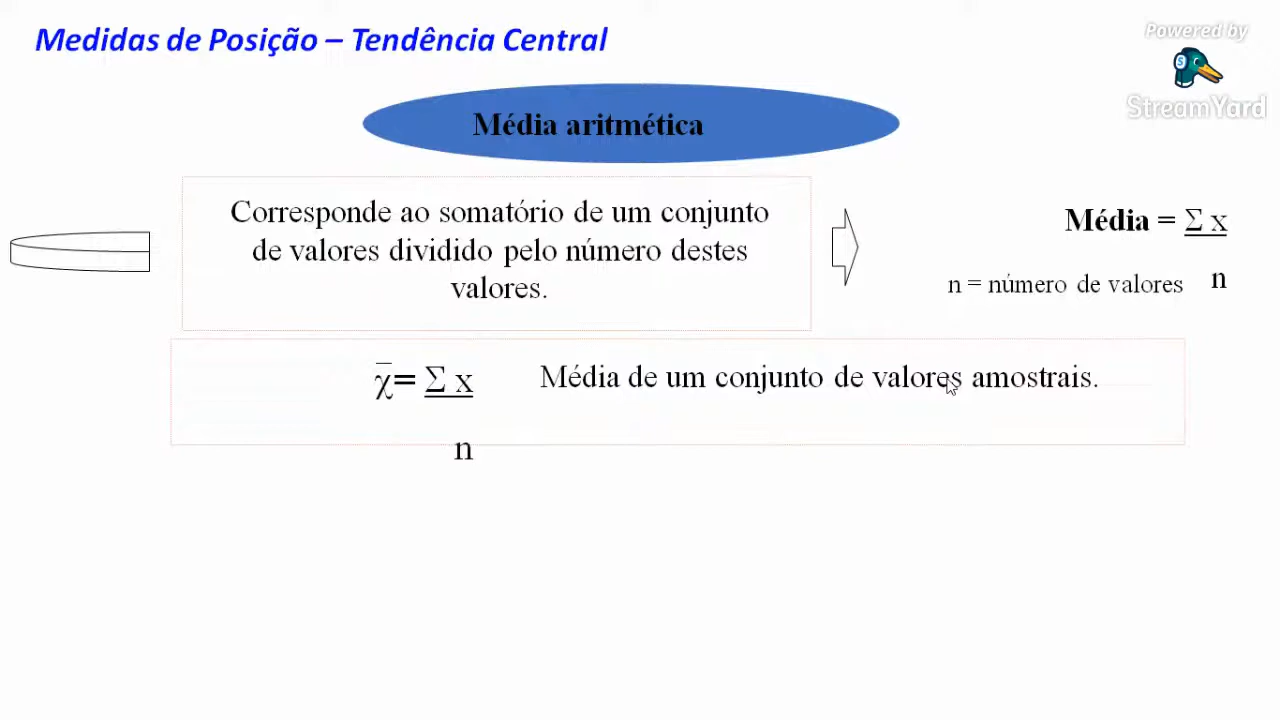 Medidas de Posição – Tendência Central
Powered by
StreamYard
Média aritmética
Corresponde ao somatório de um conjunto
de valores dividido pelo número destes
valores.
Média = Σ x
n = número de valores n
χ̅= Σ x Média de um conjunto de valores amostrais.
n